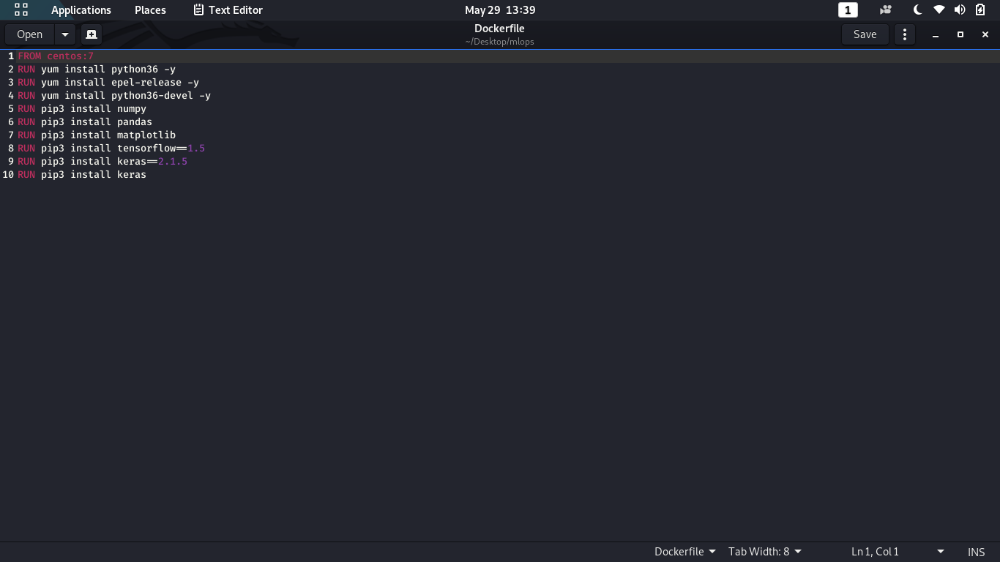 Applications Places Text Editor May 29 13:39 1
Open Dockerfile Save
~/Desktop/mlops
1 FROM centos:7
2 RUN yum install python36 -y
3 RUN yum install epel-release -y
4 RUN yum install python36-devel -y
5 RUN pip3 install numpy
6 RUN pip3 install pandas
7 RUN pip3 install matplotlib
8 RUN pip3 install tensorflow==1.5
9 RUN pip3 install keras==2.1.5
10 RUN pip3 install keras
Dockerfile Tab Width: 8 Ln 1, Col 1 INS